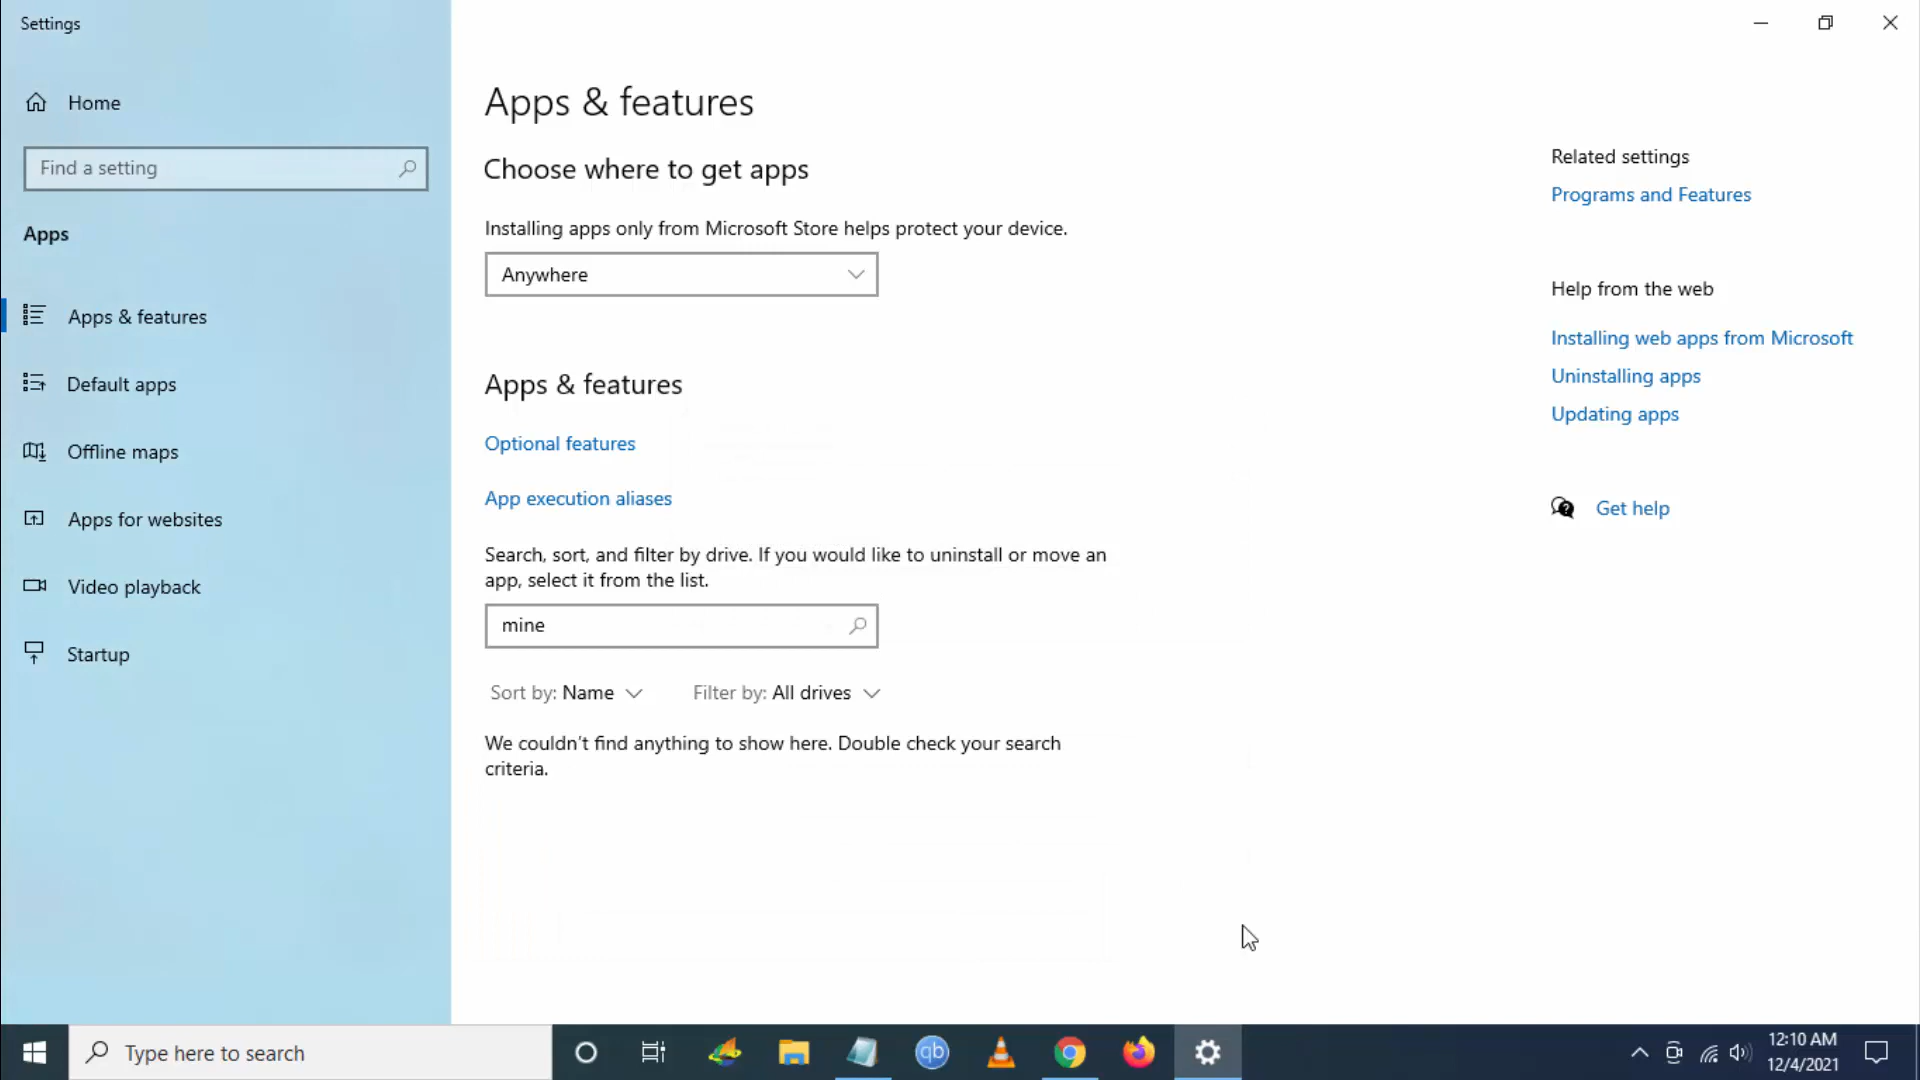 Settings
Home
Find a setting
Apps
Apps & features
Default apps
Offline maps
Apps for websites
Video playback
Startup
Apps & features
Choose where to get apps
Installing apps only from Microsoft Store helps protect your device.
Anywhere
Apps & features
Optional features
App execution aliases
Search, sort, and filter by drive. If you would like to uninstall or move an
app, select it from the list.
mine
Sort by: Name
Filter by: All drives
We couldn't find anything to show here. Double check your search
criteria.
Related settings
Programs and Features
Help from the web
Installing web apps from Microsoft
Uninstalling apps
Updating apps
Get help
Type here to search
qb
12:10 AM
12/4/2021